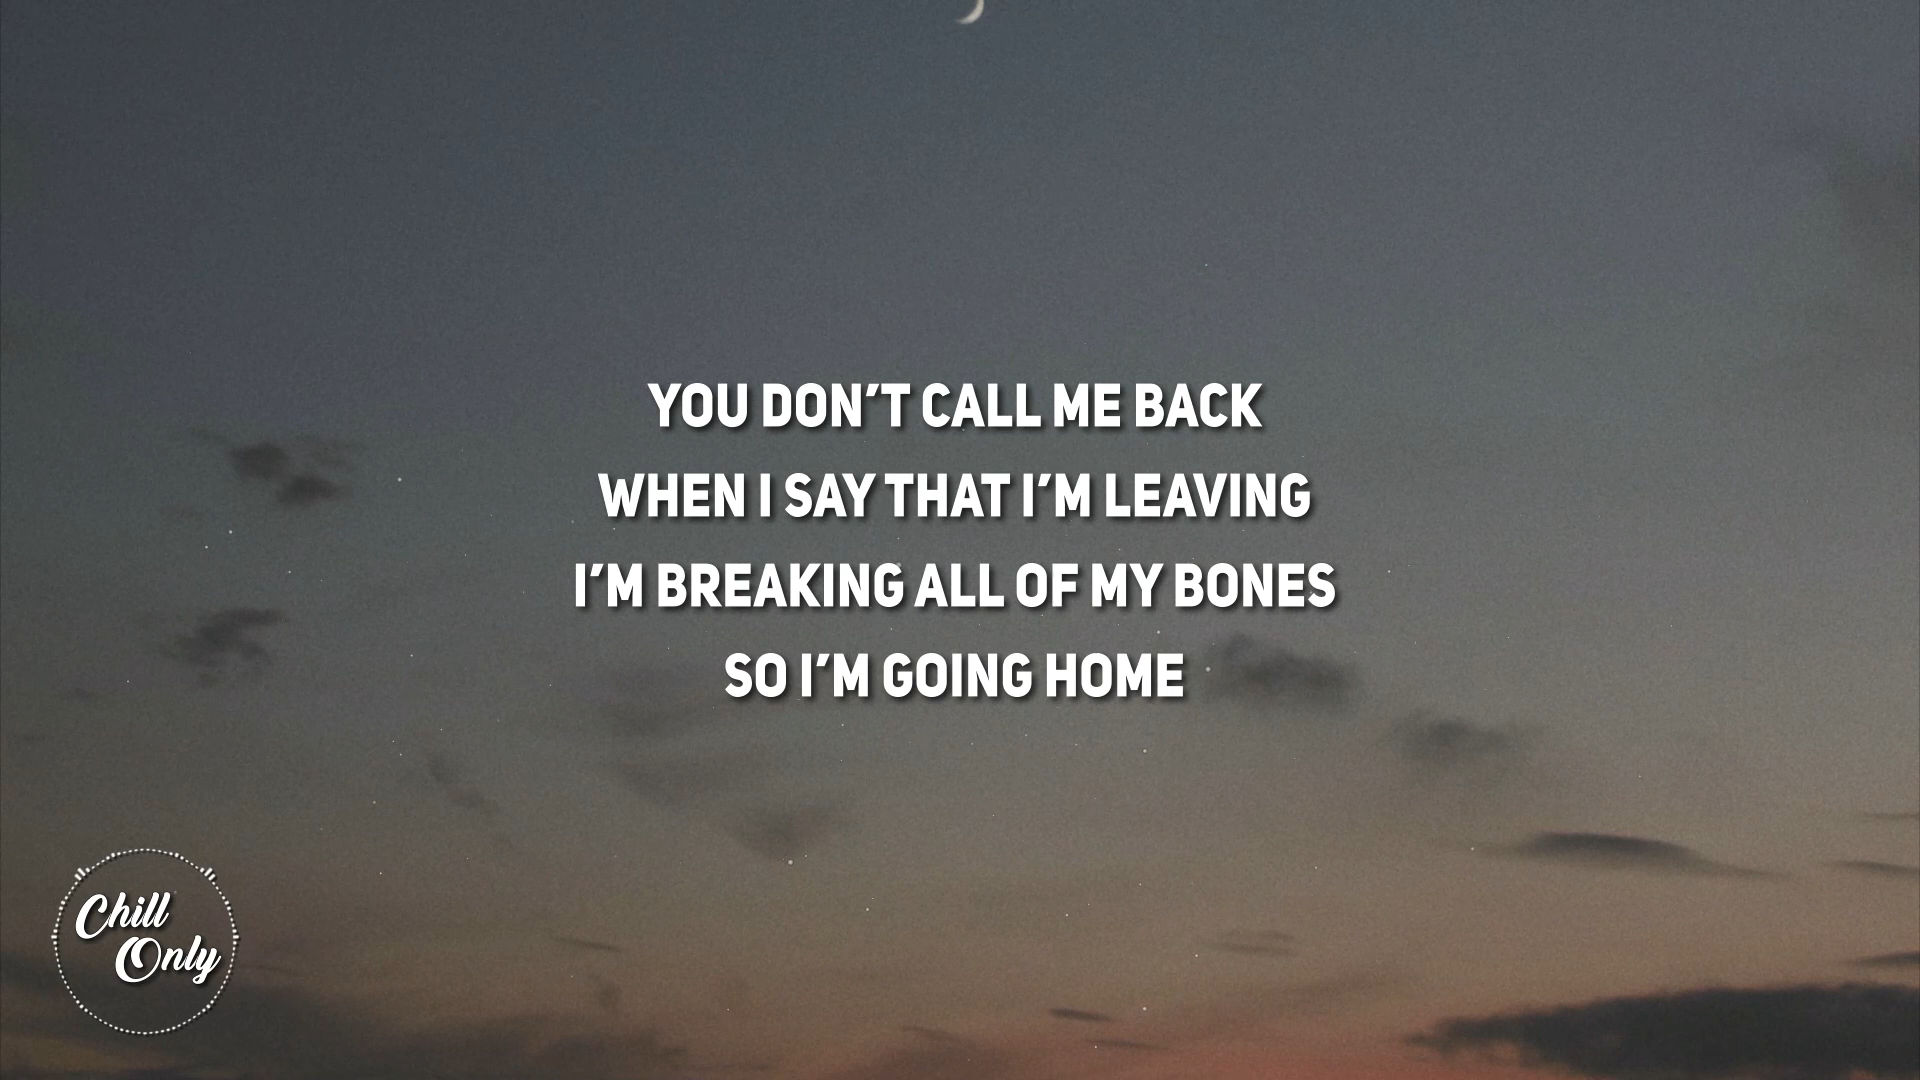 YOU DON'T CALL ME BACK
WHEN I SAY THAT I'M LEAVING
I'M BREAKING ALL OF MY BONES
SO I'M GOING HOME
Chill
Only